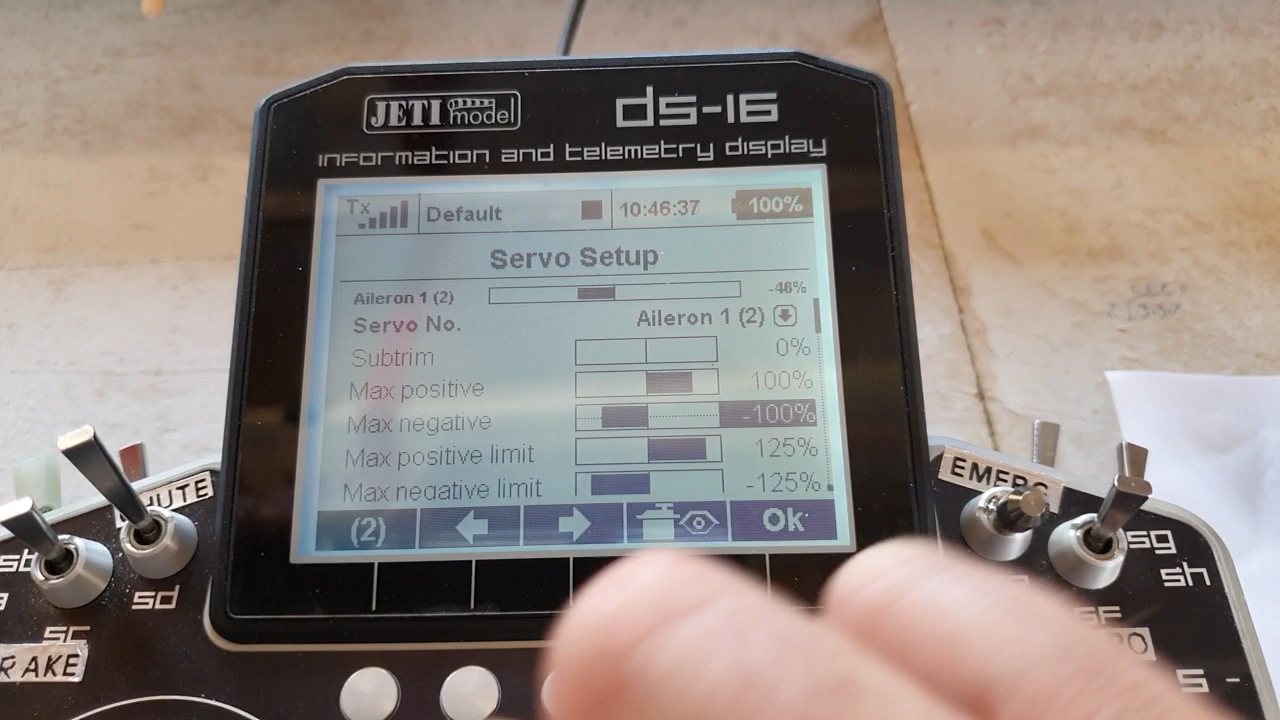 JETI model
ds-16
information and telemetry display
Tx Default 10:46:37 100%
Servo Setup
Aileron 1 (2) -46%
Servo No. Aileron 1 (2)
Subtrim 0%
Max positive 100%
Max negative -100%
Max positive limit 125%
Max negative limit -125%
(2) Ok
sd
sc
sg
sh